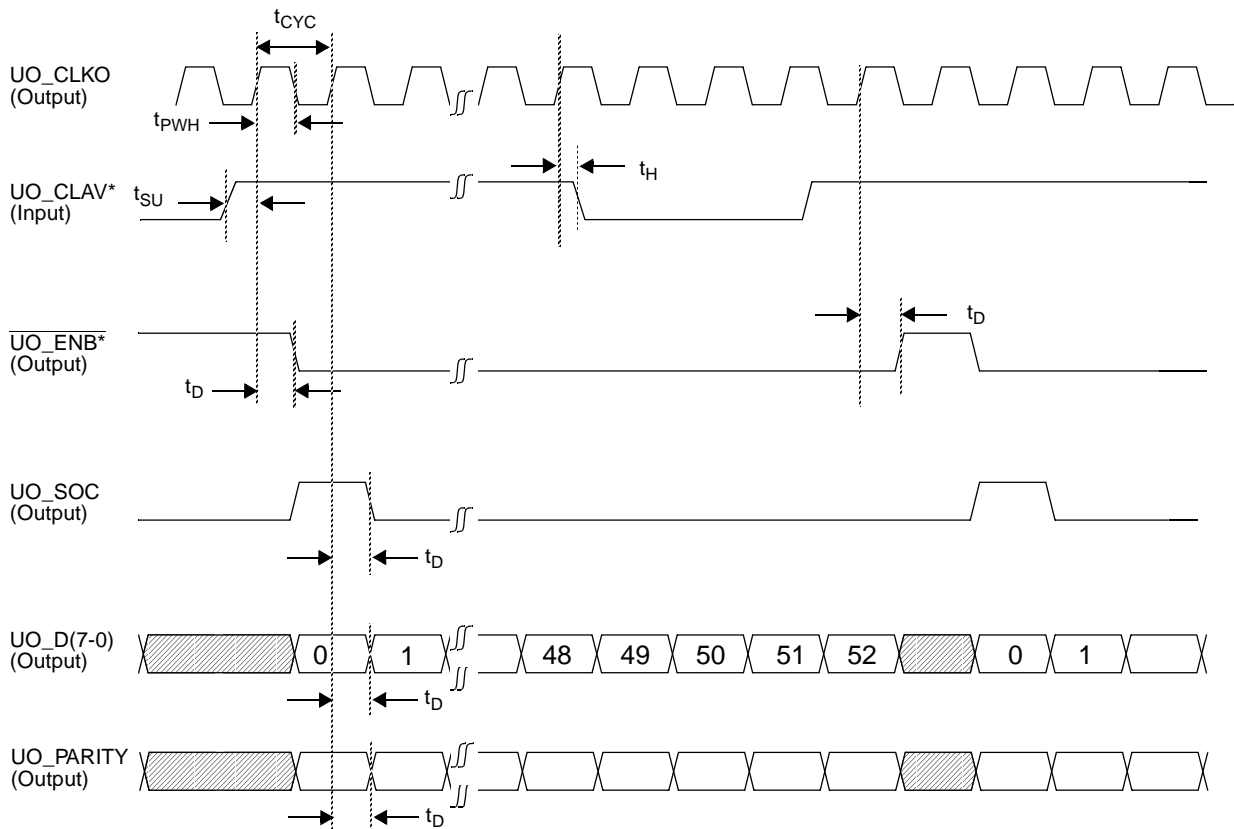 tCYC
UO_CLKO
(Output)
tPWH
tH
UO_CLAV*
(Input)
tSU
UO_ENB*
(Output)
tD
tD
UO_SOC
(Output)
tD
UO_D(7-0)
(Output)
0 1 48 49 50 51 52 0 1
tD
UO_PARITY
(Output)
tD